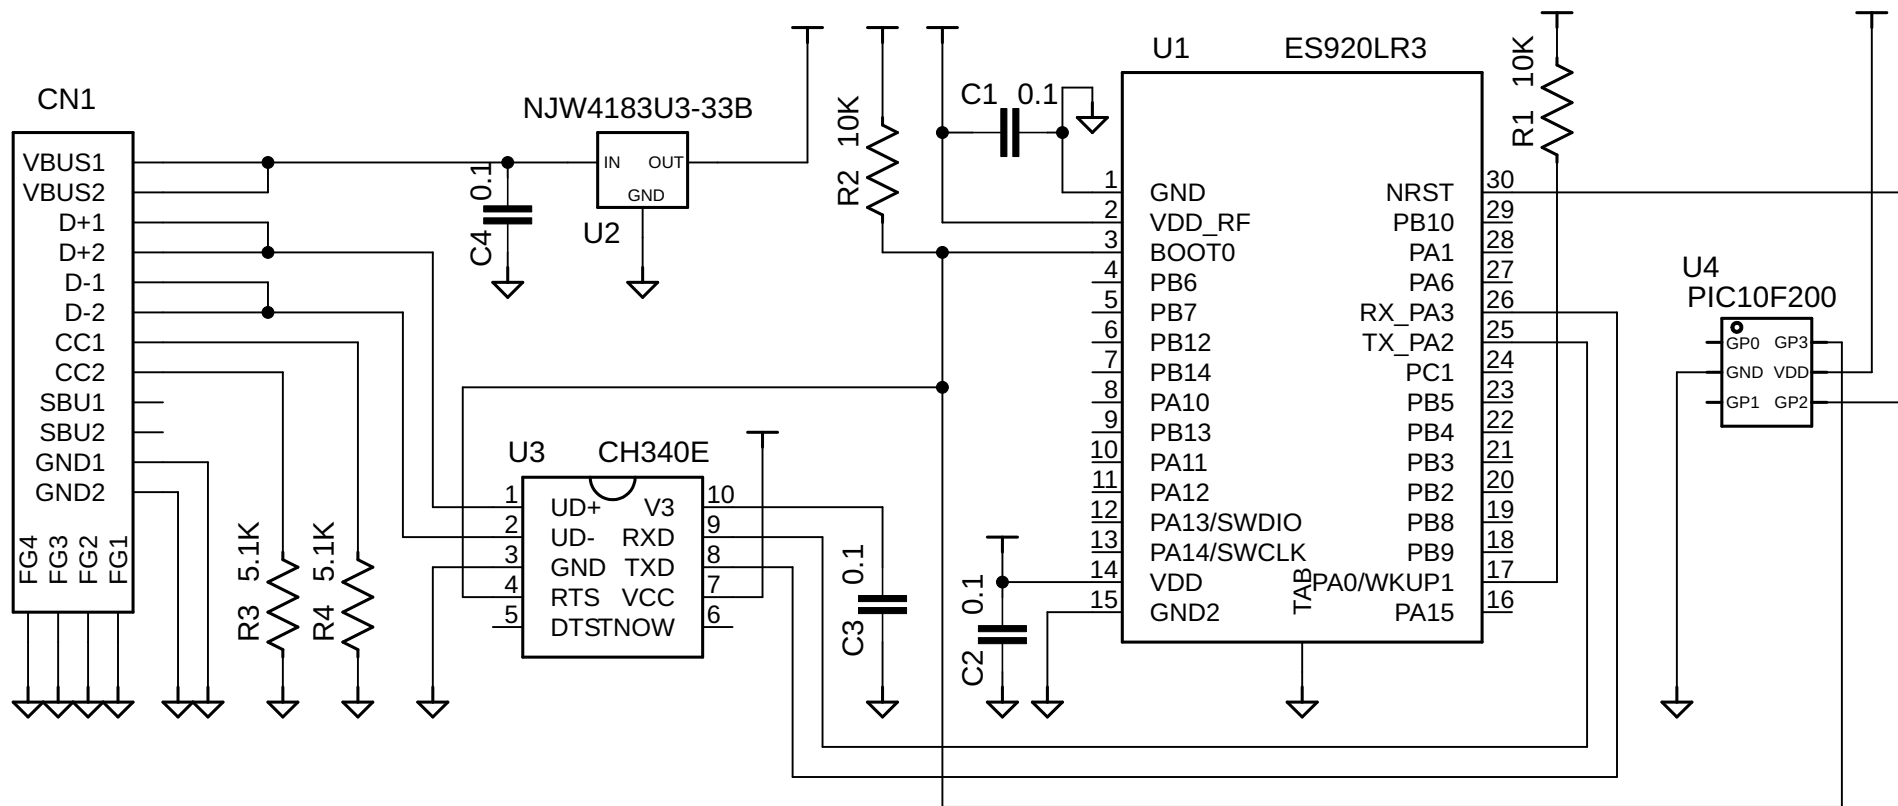 CN1
VBUS1
VBUS2
D+1
D+2
D-1
D-2
CC1
CC2
SBU1
SBU2
GND1
GND2
FG4
FG3
FG2
FG1
R3 5.1K
R4 5.1K
NJW4183U3-33B
IN OUT
GND
U2
C4 0.1
U3 CH340E
1 UD+ V3 10
2 UD- RXD 9
3 GND TXD 8
4 RTS VCC 7
5 DTSTNOW 6
R2 10K
C3 0.1
C1 0.1
C2 0.1
U1 ES920LR3
1 GND NRST 30
2 VDD_RF PB10 29
3 BOOT0 PA1 28
4 PB6 PA6 27
5 PB7 RX_PA3 26
6 PB12 TX_PA2 25
7 PB14 PC1 24
8 PA10 PB5 23
9 PB13 PB4 22
10 PA11 PB3 21
11 PA12 PB2 20
12 PA13/SWDIO PB8 19
13 PA14/SWCLK PB9 18
14 VDD PA0/WKUP1 17
15 GND2 PA15 16
TAB
R1 10K
U4
PIC10F200
GP0 GP3
GND VDD
GP1 GP2